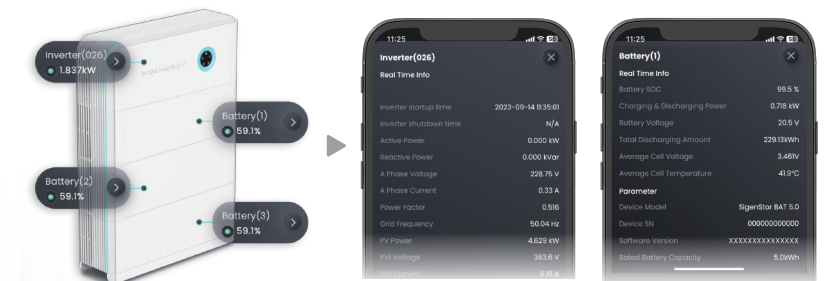 Inverter(026)
1.837kW
SIGENERGY
Battery(1)
59.1%
Battery(2)
59.1%
Battery(3)
59.1%
11:25
Inverter(026)
Real Time Info
Inverter startup time 2023-09-14 11:35:01
Inverter shutdown time N/A
Active Power 0.000 kW
Reactive Power 0.000 kVar
A Phase Voltage 228.75 V
A Phase Current 0.33 A
Power Factor 0.516
Grid Frequency 50.04 Hz
PV Power 4.629 kW
PV1 Voltage 383.6 V
PV1 Current 6.10 A
11:25
Battery(1)
Real Time Info
Battery SOC 99.5 %
Charging & Discharging Power 0.718 kW
Battery Voltage 20.5 V
Total Discharging Amount 229.13kWh
Average Cell Voltage 3.461V
Average Cell Temperature 41.9°C
Parameter
Device Model SigenStor BAT 5.0
Device SN 000000000000
Software Version XXXXXXXXXXXXXXX
Rated Battery Capacity 5.0kWh